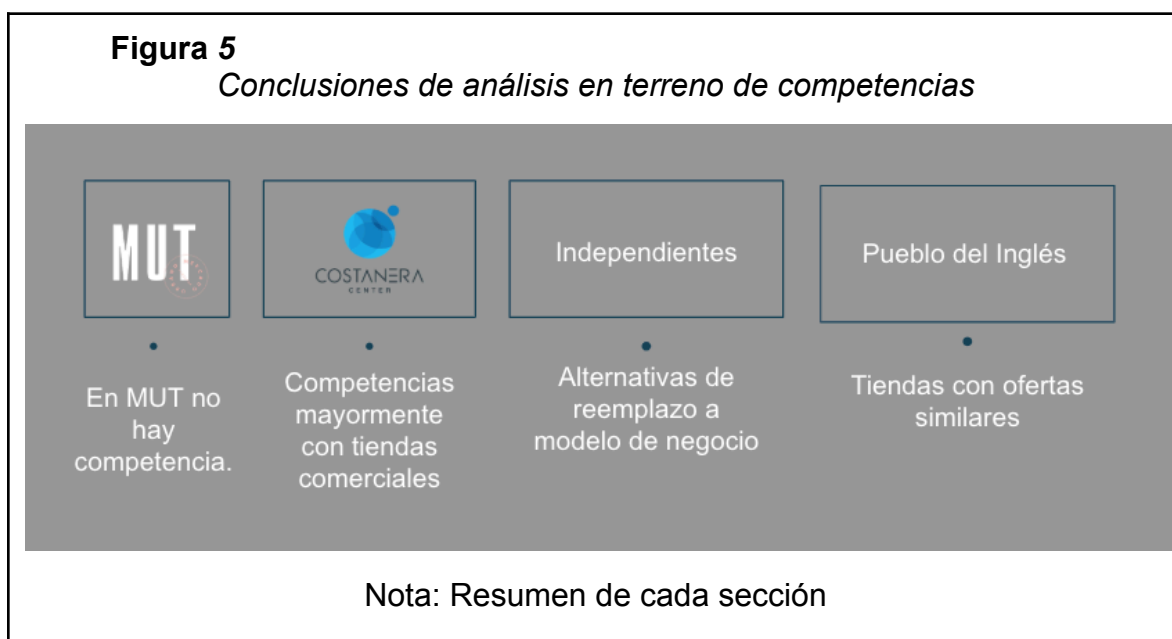 Figura 5
Conclusiones de análisis en terreno de competencias
MUT
COSTANERA
CENTER
Independientes
Pueblo del Inglés
En MUT no
hay
competencia.
Competencias
mayormente
con tiendas
comerciales
Alternativas de
reemplazo a
modelo de negocio
Tiendas con ofertas
similares
Nota: Resumen de cada sección